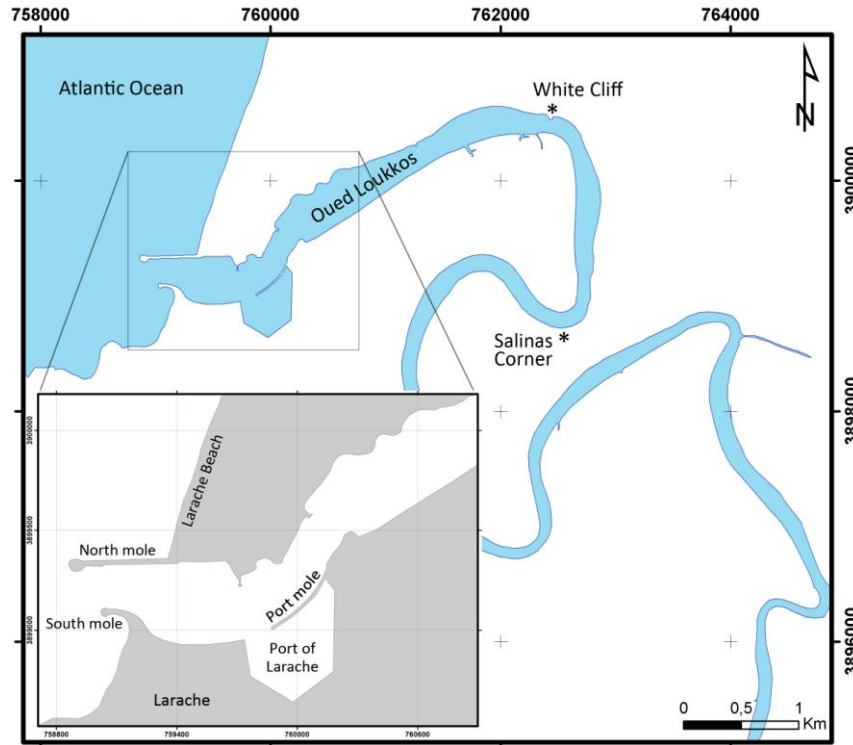 758000
760000
762000
764000
Atlantic Ocean
White Cliff
N
Oued Loukkos
3900000
Salinas
Corner *
*
3898000
3900000
Larache Beach
3899500
North mole
Port mole
South mole
3899000
Port of
Larache
Larache
3896000
0 0,5 1
Km
758800
759400
760000
760600